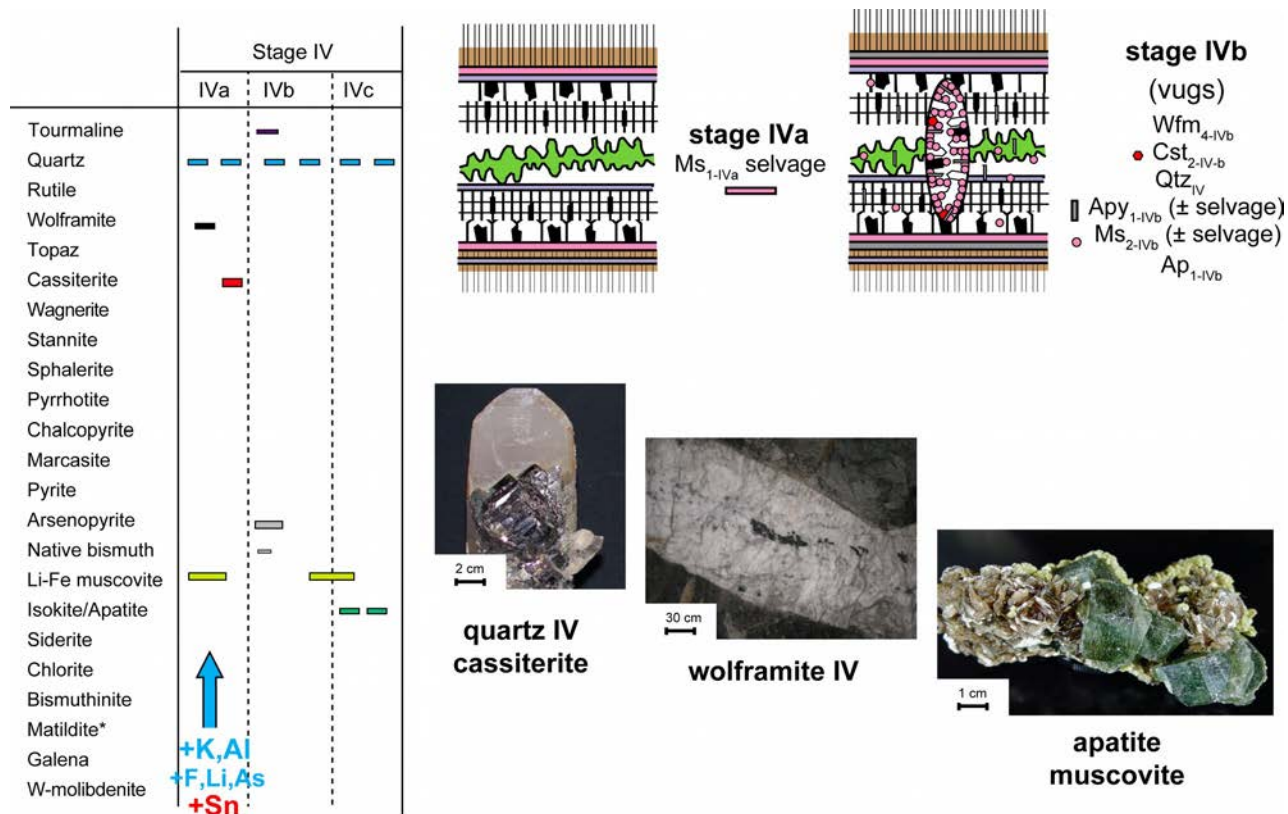 Stage IV
IVa IVb IVc
Tourmaline
Quartz
Rutile
Wolframite
Topaz
Cassiterite
Wagnerite
Stannite
Sphalerite
Pyrrhotite
Chalcopyrite
Marcasite
Pyrite
Arsenopyrite
Native bismuth
Li-Fe muscovite
Isokite/Apatite
Siderite
Chlorite
Bismuthinite
Matildite*
Galena
W-molibdenite
+K,Al
+F,Li,As
+Sn
stage IVa
Ms1-IVa selvage
stage IVb
(vugs)
Wfm4-IVb
Cst2-IV-b
QtzIV
Apy1-IVb (± selvage)
Ms2-IVb (± selvage)
Ap1-IVb
2 cm
quartz IV
cassiterite
30 cm
wolframite IV
1 cm
apatite
muscovite